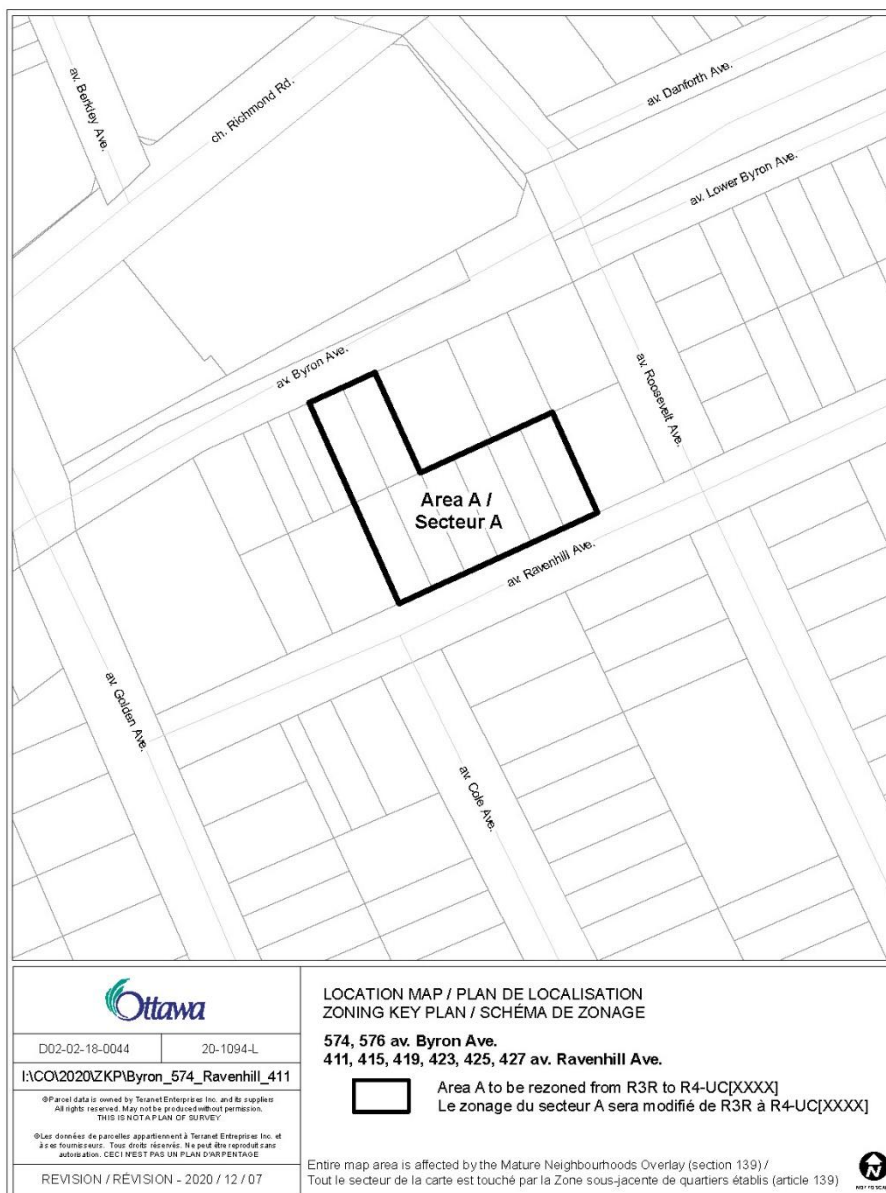 av. Berkley Ave.
ch. Richmond Rd.
av. Danforth Ave.
av. Lower Byron Ave.
av. Byron Ave.
av. Roosevelt Ave.
Area A /
Secteur A
av. Ravenhill Ave.
av. Golden Ave.
av. Cole Ave.
Ottawa
D02-02-18-0044
20-1094-L
I:\CO\2020\ZKP\Byron_574_Ravenhill_411
©Parcel data is owned by Teranet Enterprises Inc. and its suppliers
All rights reserved. May not be produced without permission.
THIS IS NOT A PLAN OF SURVEY
©Les données de parcelles appartiennent à Teranet Entreprises Inc. et
à ses fournisseurs. Tous droits réservés. Ne peut être reproduit sans
autorisation. CECI N'EST PAS UN PLAN D'ARPENTAGE
REVISION / RÉVISION - 2020 / 12 / 07
LOCATION MAP / PLAN DE LOCALISATION
ZONING KEY PLAN / SCHÉMA DE ZONAGE
574, 576 av. Byron Ave.
411, 415, 419, 423, 425, 427 av. Ravenhill Ave.
Area A to be rezoned from R3R to R4-UC[XXXX]
Le zonage du secteur A sera modifié de R3R à R4-UC[XXXX]
Entire map area is affected by the Mature Neighbourhoods Overlay (section 139) /
Tout le secteur de la carte est touché par la Zone sous-jacente de quartiers établis (article 139)
N
NOT TO SCALE